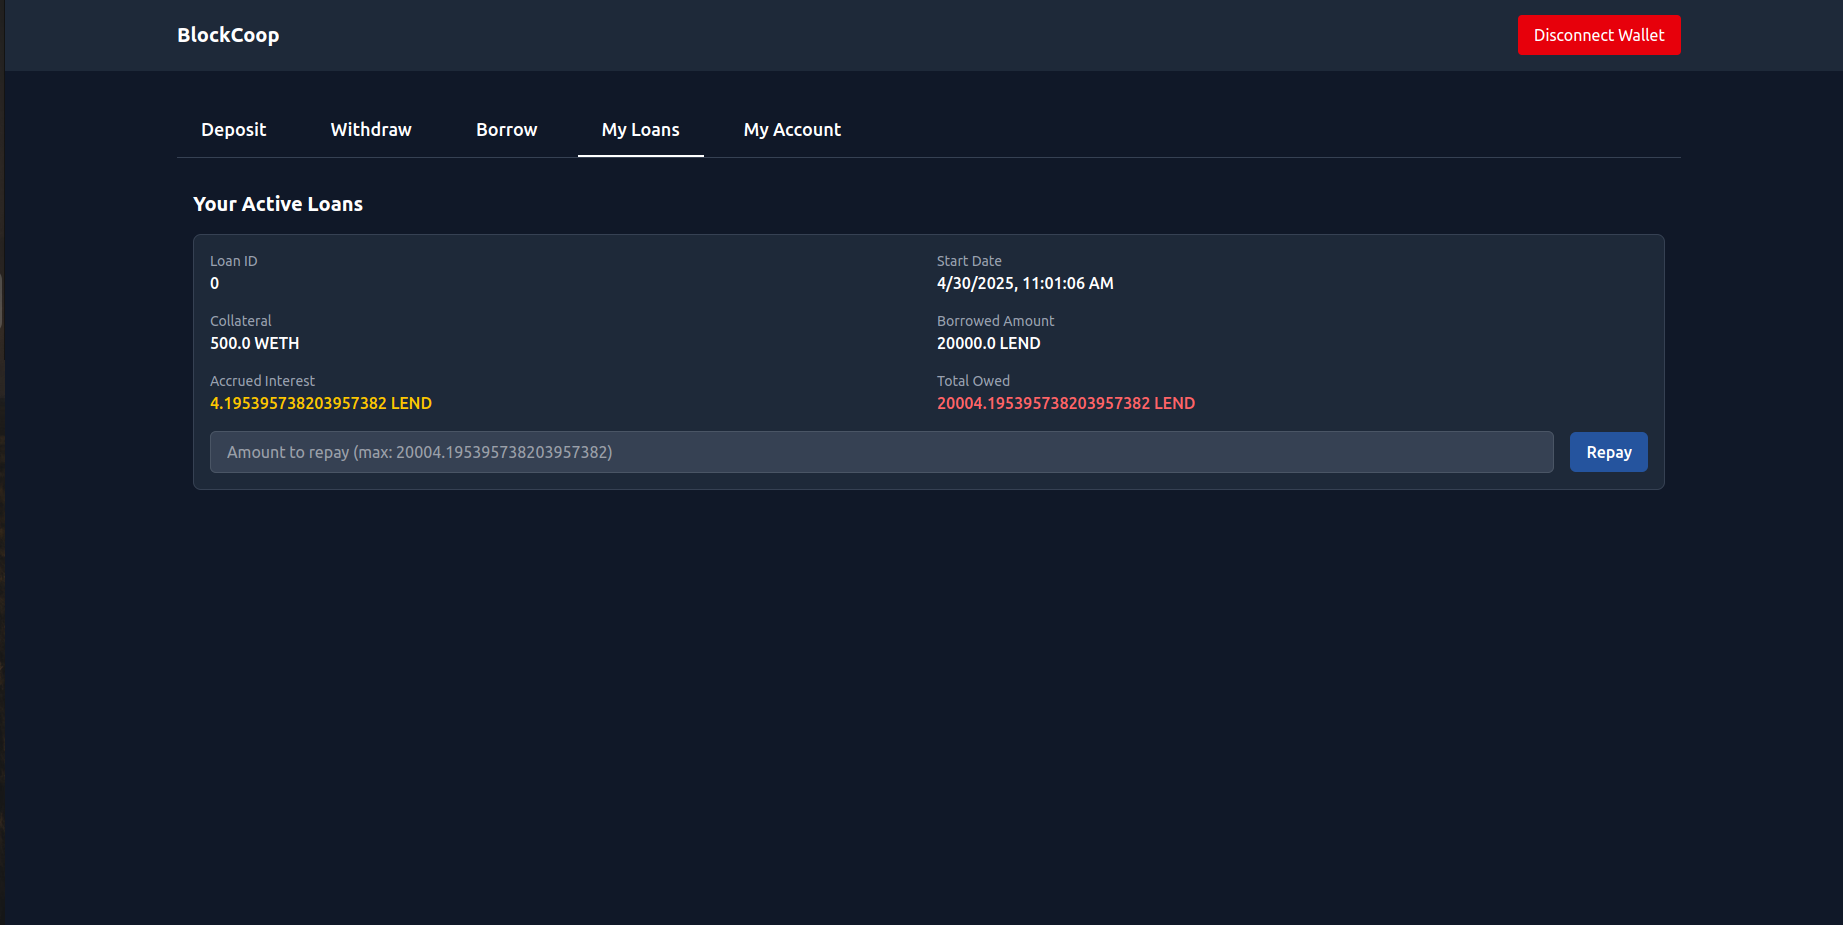 BlockCoop
Disconnect Wallet
Deposit Withdraw Borrow My Loans My Account
Your Active Loans
Loan ID
0
Start Date
4/30/2025, 11:01:06 AM
Collateral
500.0 WETH
Borrowed Amount
20000.0 LEND
Accrued Interest
4.195395738203957382 LEND
Total Owed
20004.195395738203957382 LEND
Amount to repay (max: 20004.195395738203957382)
Repay